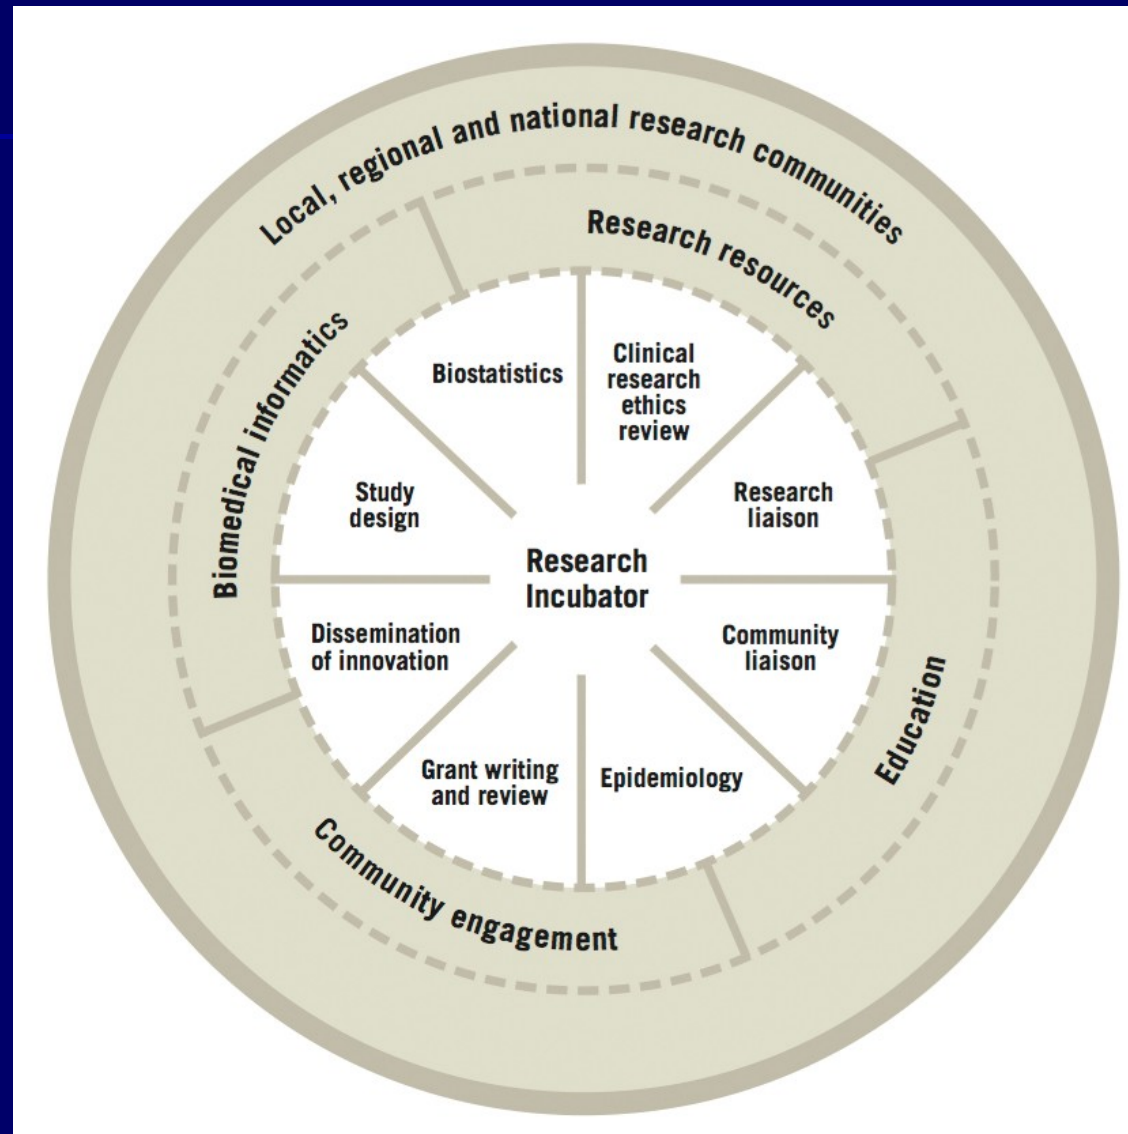 Local, regional and national research communities
Research resources
Biomedical informatics
Education
Community engagement
Biostatistics
Clinical
research
ethics
review
Study
design
Research
liaison
Research
Incubator
Dissemination
of innovation
Community
liaison
Grant writing
and review
Epidemiology